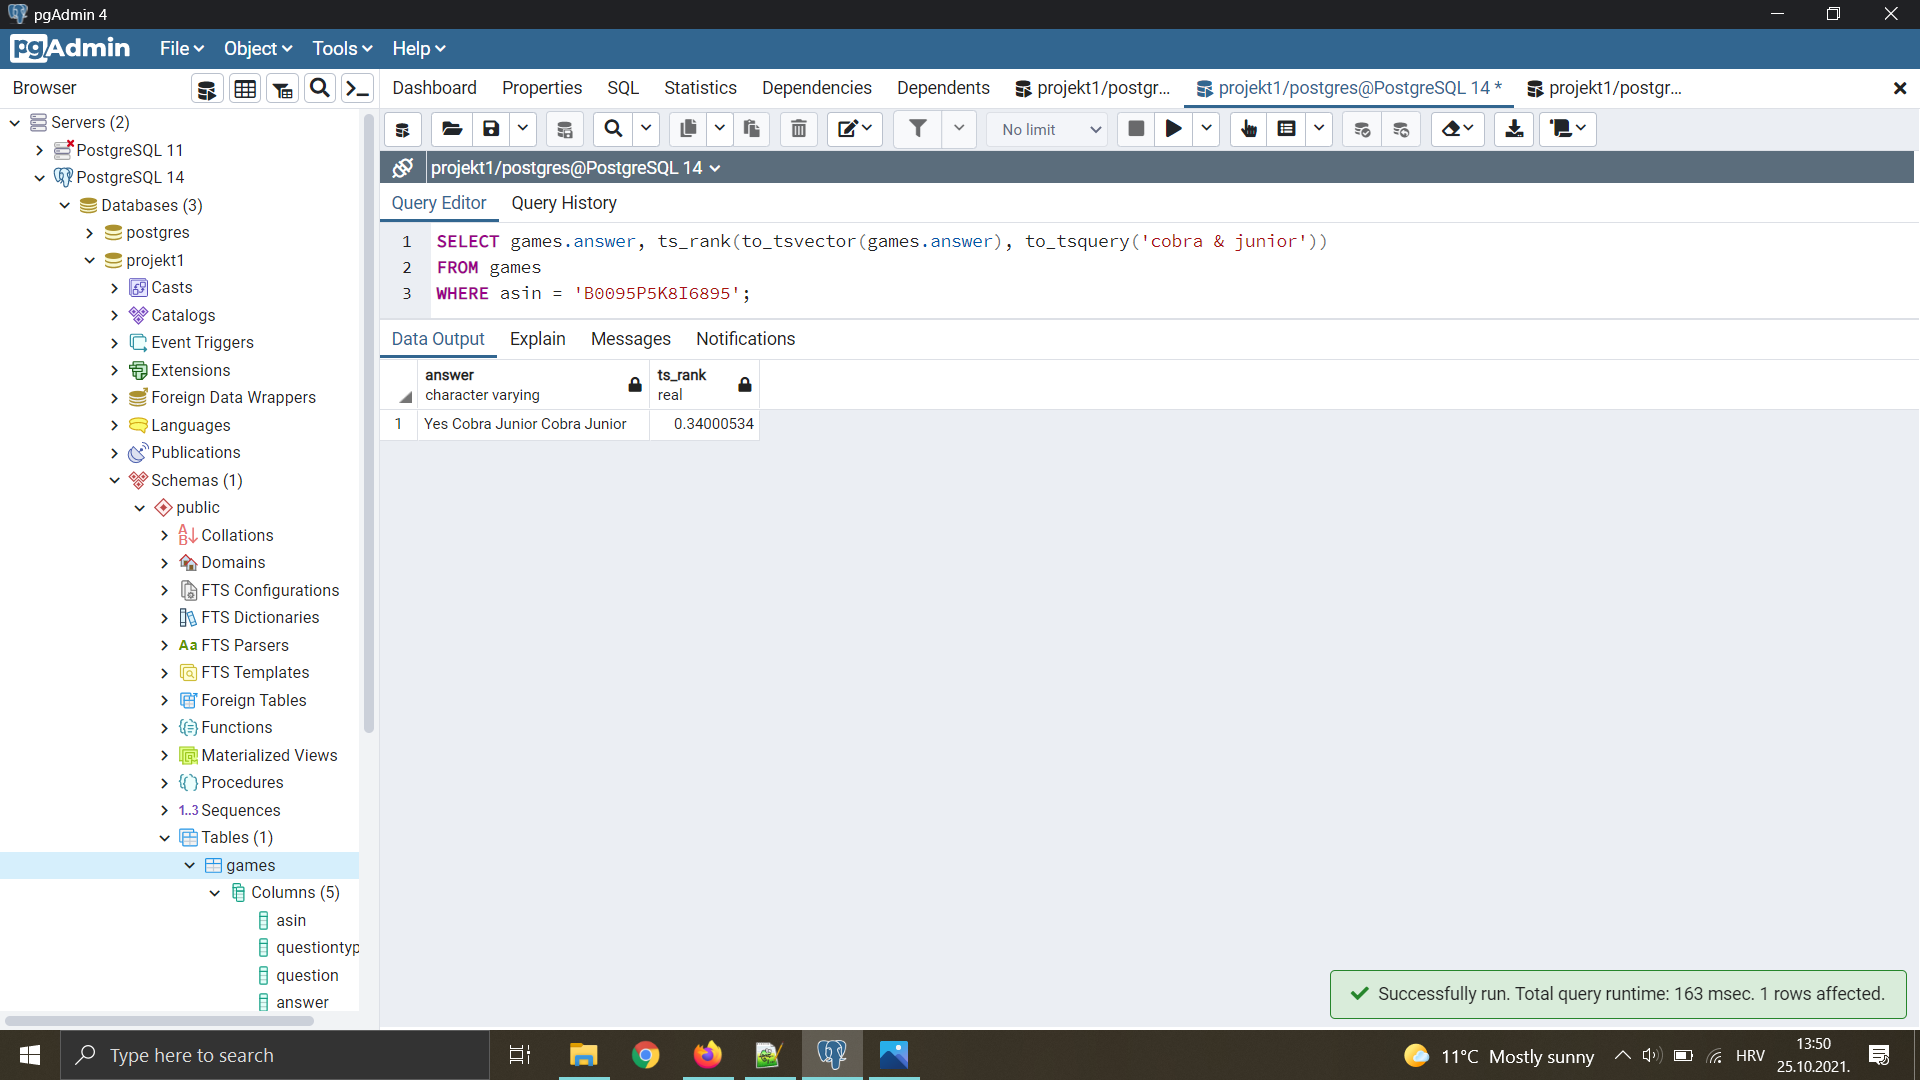 pgAdmin 4
pgAdmin File Object Tools Help
Browser
Dashboard Properties SQL Statistics Dependencies Dependents projekt1/postgr... projekt1/postgres@PostgreSQL 14 * projekt1/postgr...
No limit
projekt1/postgres@PostgreSQL 14
Query Editor Query History
1 SELECT games.answer, ts_rank(to_tsvector(games.answer), to_tsquery('cobra & junior'))
2 FROM games
3 WHERE asin = 'B0095P5K8I6895';
Data Output Explain Messages Notifications
answer
character varying
ts_rank
real
1 Yes Cobra Junior Cobra Junior 0.34000534
Servers (2)
PostgreSQL 11
PostgreSQL 14
Databases (3)
postgres
projekt1
Casts
Catalogs
Event Triggers
Extensions
Foreign Data Wrappers
Languages
Publications
Schemas (1)
public
Collations
Domains
FTS Configurations
FTS Dictionaries
Aa FTS Parsers
FTS Templates
Foreign Tables
Functions
Materialized Views
Procedures
1..3 Sequences
Tables (1)
games
Columns (5)
asin
questiontyp
question
answer
Successfully run. Total query runtime: 163 msec. 1 rows affected.
Type here to search
11°C Mostly sunny
HRV
13:50
25.10.2021.